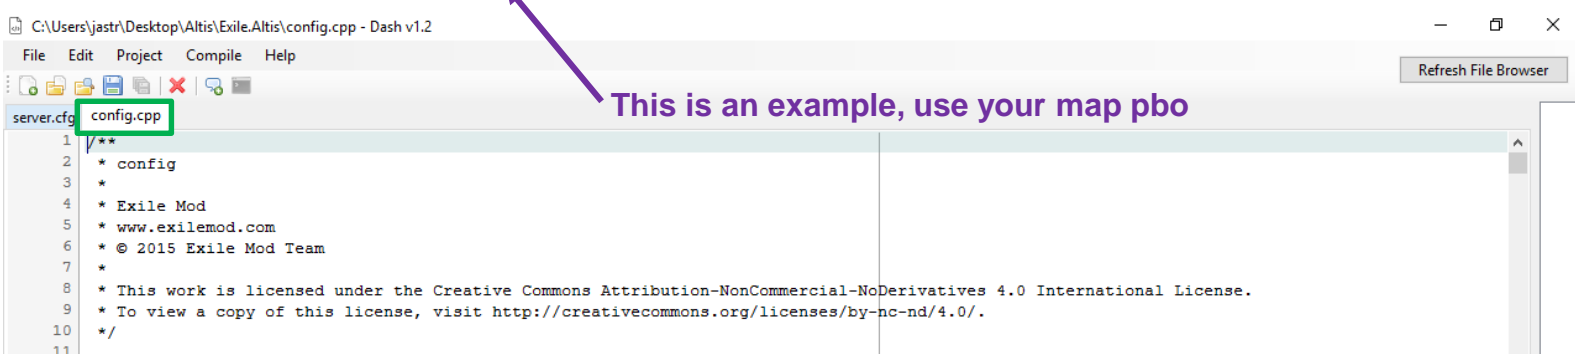 C:\Users\jastr\Desktop\Altis\Exile.Altis\config.cpp - Dash v1.2
File Edit Project Compile Help
Refresh File Browser
This is an example, use your map pbo
server.cfg config.cpp
1 /**
2 * config
3 *
4 * Exile Mod
5 * www.exilemod.com
6 * © 2015 Exile Mod Team
7 *
8 * This work is licensed under the Creative Commons Attribution-NonCommercial-NoDerivatives 4.0 International License.
9 * To view a copy of this license, visit http://creativecommons.org/licenses/by-nc-nd/4.0/.
10 */
11